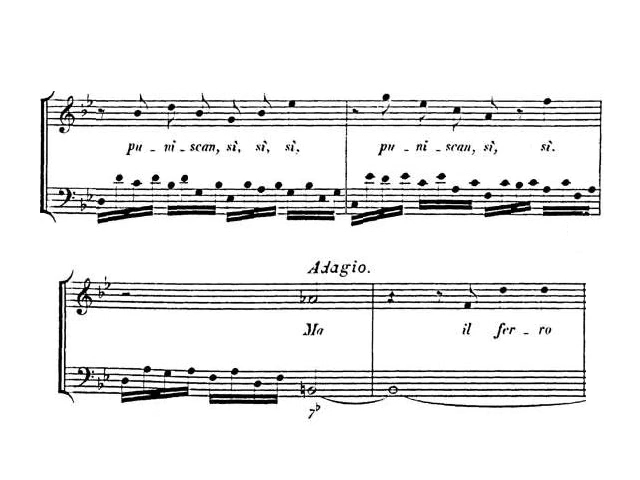 pu - ni - scan, sì, sì, sì, pu - ni - scan, sì, sì.
Adagio.
Ma il fer - ro
7♭